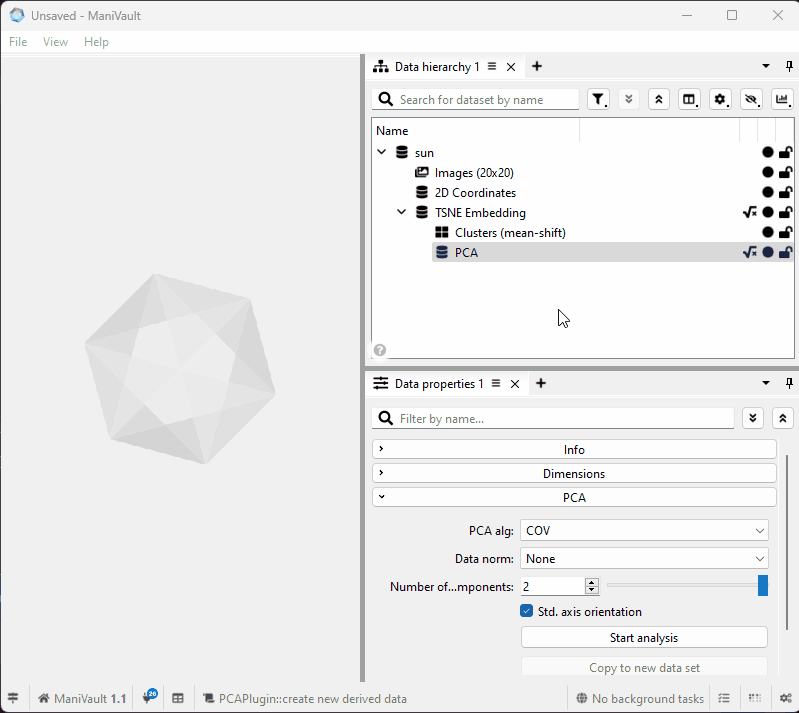 Unsaved - ManiVault
File View Help
Data hierarchy 1
Search for dataset by name
Name
sun
Images (20x20)
2D Coordinates
TSNE Embedding
Clusters (mean-shift)
PCA
?
Data properties 1
Filter by name...
Info
Dimensions
PCA
PCA alg: COV
Data norm: None
Number of...mponents: 2
Std. axis orientation
Start analysis
Copy to new data set
ManiVault 1.1 26 PCAPlugin::create new derived data No background tasks